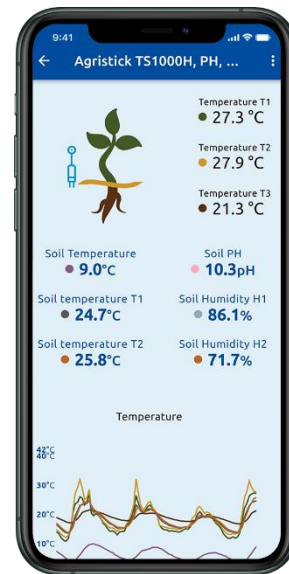 9:41
Agristick TS1000H, PH, ...
Temperature T1
27.3 °C
Temperature T2
27.9 °C
Temperature T3
21.3 °C
Soil Temperature
9.0°C
Soil PH
10.3pH
Soil temperature T1
24.7°C
Soil Humidity H1
86.1%
Soil temperature T2
25.8°C
Soil Humidity H2
71.7%
Temperature
42°C
40°C
30°C
20°C
10°C